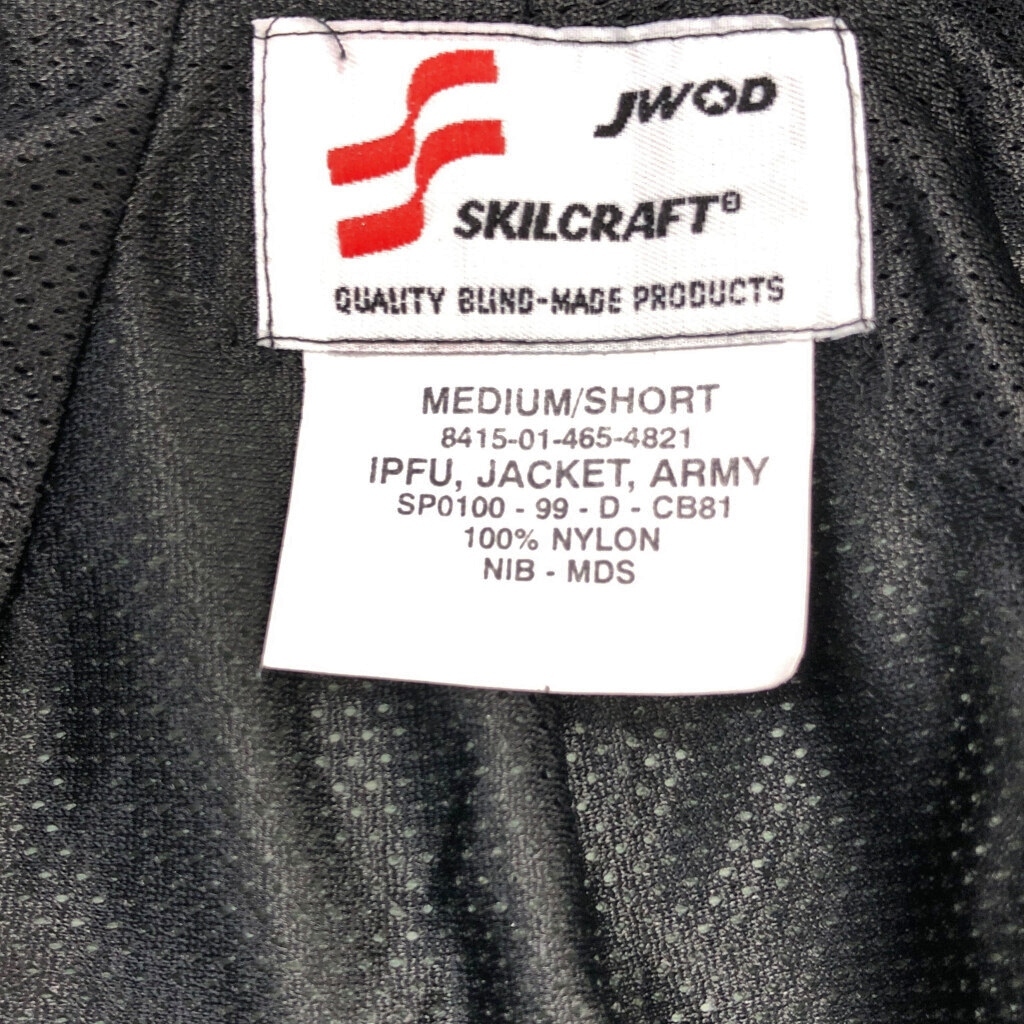 JWOD
SKILCRAFT®
QUALITY BLIND-MADE PRODUCTS
MEDIUM/SHORT
8415-01-465-4821
IPFU, JACKET, ARMY
SP0100 - 99 - D - CB81
100% NYLON
NIB - MDS